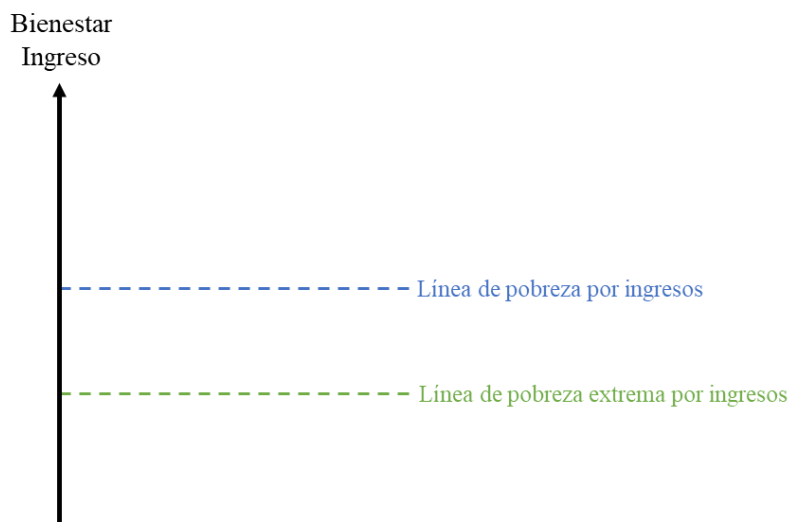 Bienestar
Ingreso
Línea de pobreza por ingresos
Línea de pobreza extrema por ingresos